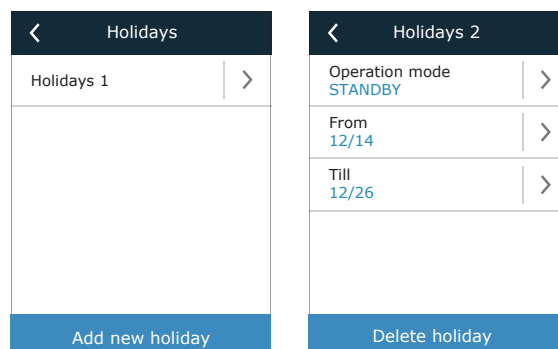 Holidays
Holidays 1
Add new holiday
Holidays 2
Operation mode
STANDBY
From
12/14
Till
12/26
Delete holiday